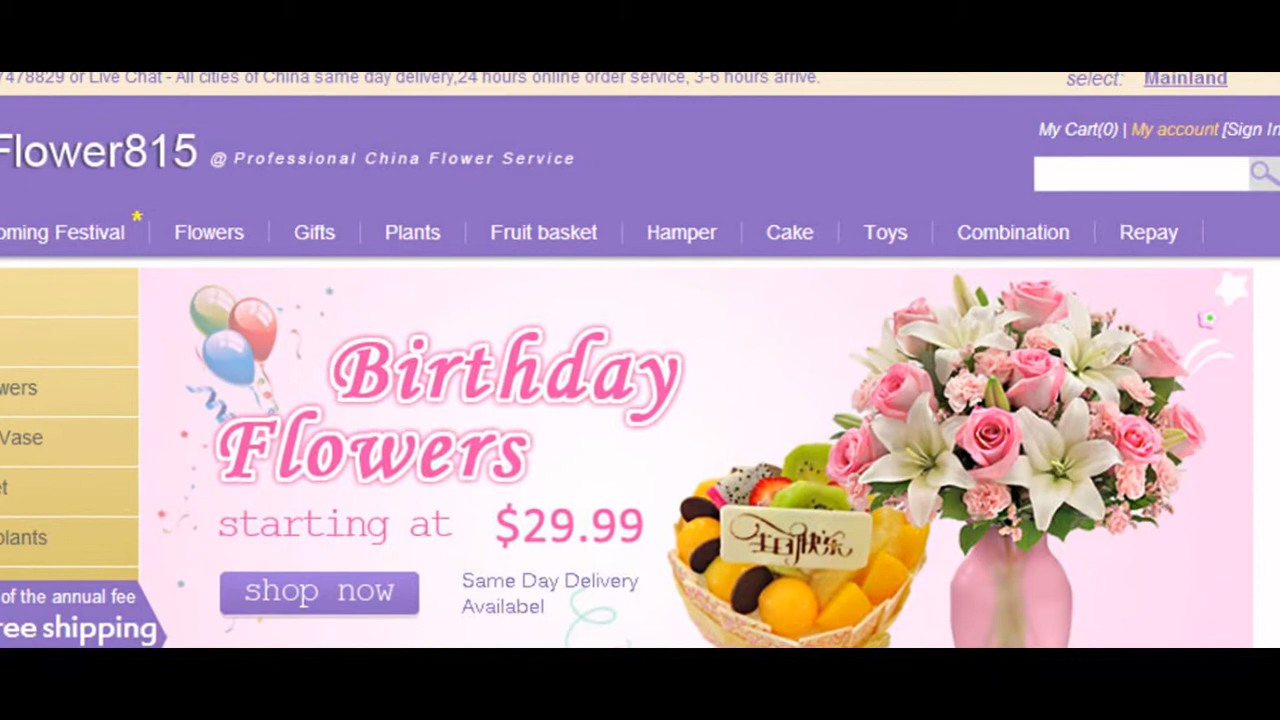 7478829 or Live Chat - All cities of China same day delivery,24 hours online order service, 3-6 hours arrive.
select: Mainland
Flower815 @ Professional China Flower Service
My Cart(0) | My account [Sign In
oming Festival * Flowers Gifts Plants Fruit basket Hamper Cake Toys Combination Repay
wers
Vase
et
plants
of the annual fee
ree shipping
Birthday
Flowers
starting at $29.99
shop now
Same Day Delivery
Availabel
生日快乐